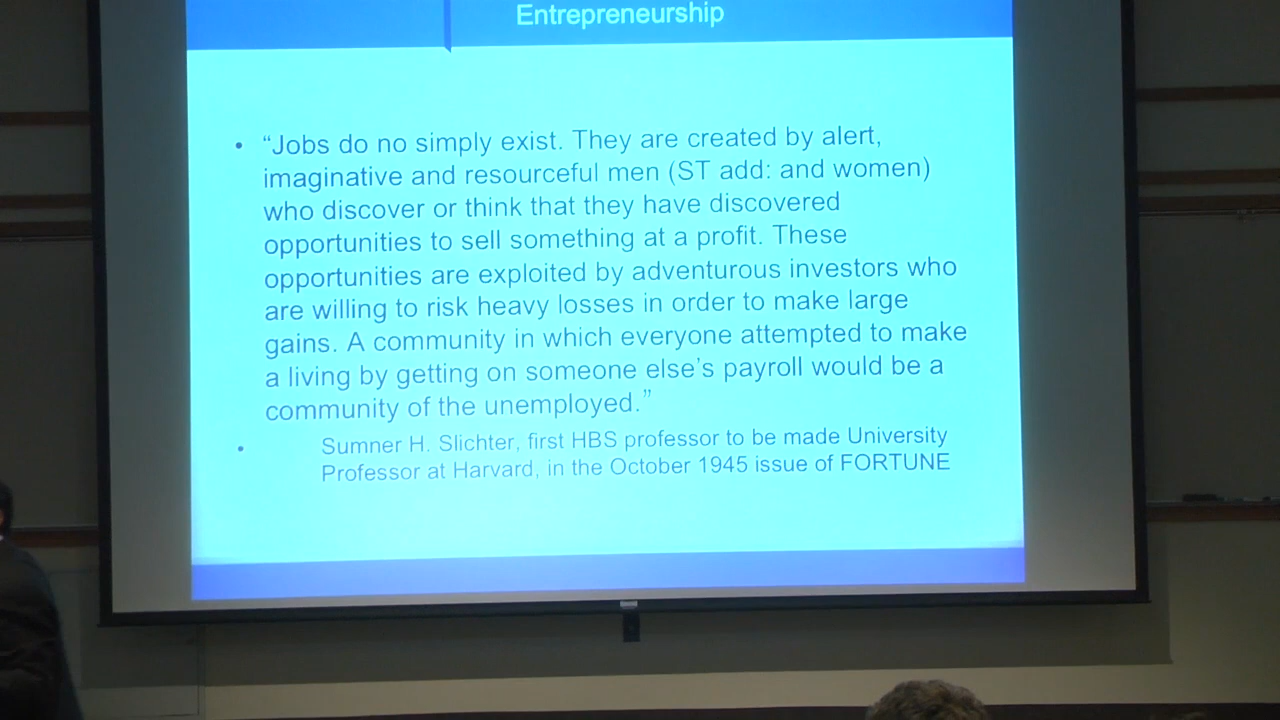 Entrepreneurship
• “Jobs do no simply exist. They are created by alert,
imaginative and resourceful men (ST add: and women)
who discover or think that they have discovered
opportunities to sell something at a profit. These
opportunities are exploited by adventurous investors who
are willing to risk heavy losses in order to make large
gains. A community in which everyone attempted to make
a living by getting on someone else’s payroll would be a
community of the unemployed.”
• Sumner H. Slichter, first HBS professor to be made University
Professor at Harvard, in the October 1945 issue of FORTUNE